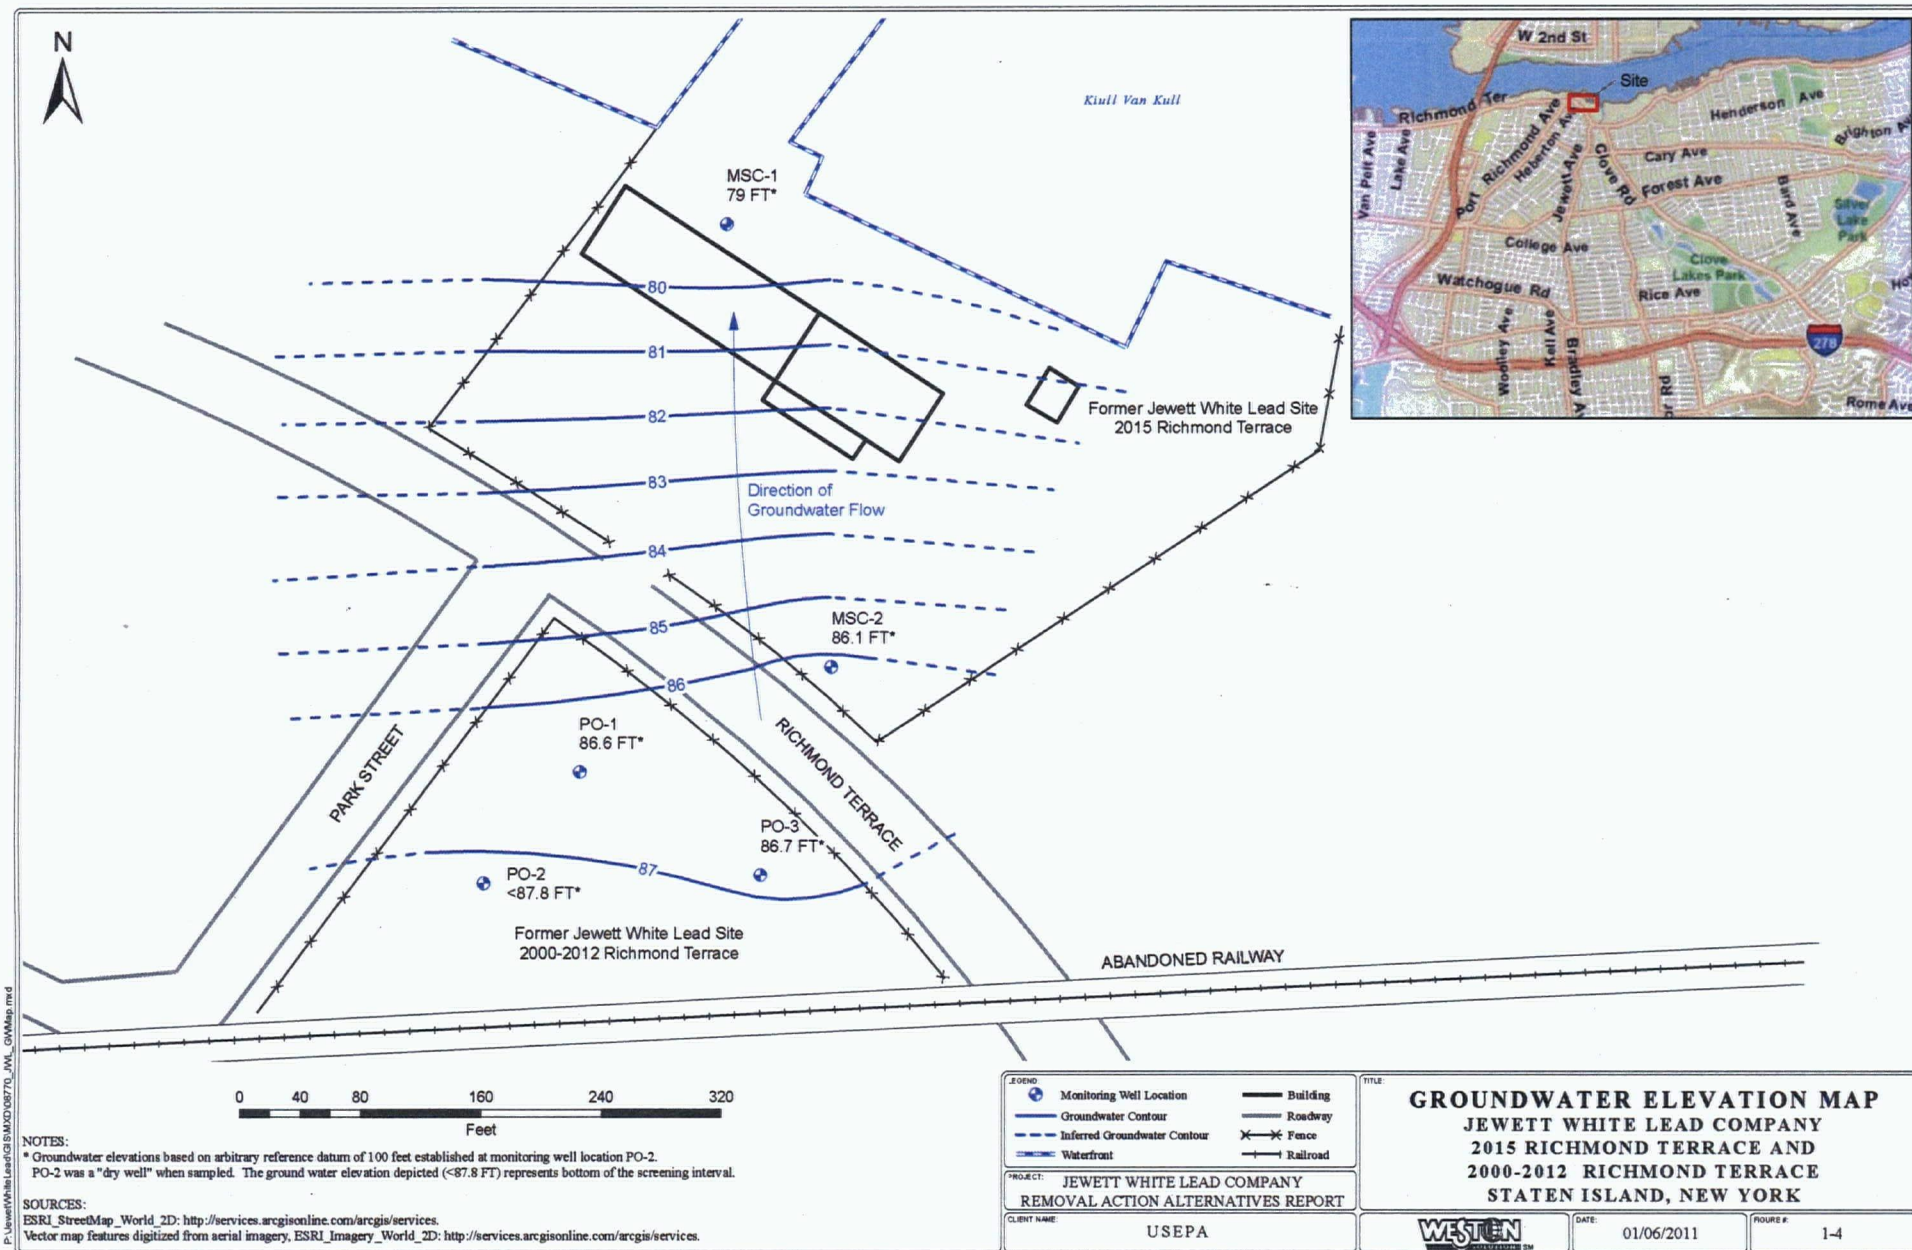 N
Kiull Van Kull
MSC-1
79 FT*
80
81
82
83
84
85
86
87
Former Jewett White Lead Site
2015 Richmond Terrace
Direction of
Groundwater Flow
MSC-2
86.1 FT*
PO-1
86.6 FT*
PARK STREET
RICHMOND TERRACE
PO-3
86.7 FT*
PO-2
<87.8 FT*
Former Jewett White Lead Site
2000-2012 Richmond Terrace
ABANDONED RAILWAY
W 2nd St
Site
Richmond Ter
Henderson Ave
Brighton
Van Pelt Ave
Lake Ave
Port Richmond Ave
Heberton Av
Jewett Ave
Clove Rd
Cary Ave
Forest Ave
Bard Ave
Silver
Lake
Park
College Ave
Clove
Lakes Park
Watchogue Rd
Rice Ave
Woolley Ave
Kell Ave
Bradley A
or Rd
278
Rome Ave
0 40 80 160 240 320
Feet
NOTES:
* Groundwater elevations based on arbitrary reference datum of 100 feet established at monitoring well location PO-2.
PO-2 was a "dry well" when sampled. The ground water elevation depicted (<87.8 FT) represents bottom of the screening interval.
SOURCES:
ESRI_StreetMap_World_2D: http://services.arcgisonline.com/arcgis/services.
Vector map features digitized from aerial imagery, ESRI_Imagery_World_2D: http://services.arcgisonline.com/arcgis/services.
LEGEND:
Monitoring Well Location
Groundwater Contour
Inferred Groundwater Contour
Waterfront
Building
Roadway
Fence
Railroad
PROJECT:
JEWETT WHITE LEAD COMPANY
REMOVAL ACTION ALTERNATIVES REPORT
CLIENT NAME:
USEPA
TITLE:
GROUNDWATER ELEVATION MAP
JEWETT WHITE LEAD COMPANY
2015 RICHMOND TERRACE AND
2000-2012 RICHMOND TERRACE
STATEN ISLAND, NEW YORK
WESTON
SOLUTIONS
DATE:
01/06/2011
FIGURE #:
1-4